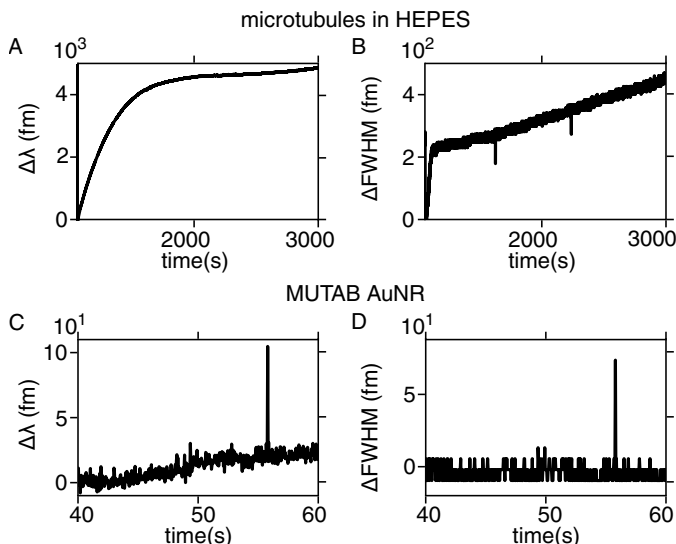 microtubules in HEPES
A
10³
Δλ (fm)
4
2
0
2000
3000
time(s)
B
10²
ΔFWHM (fm)
4
2
0
2000
3000
time(s)
MUTAB AuNR
C
10¹
Δλ (fm)
10
5
0
40
50
60
time(s)
D
10¹
ΔFWHM (fm)
5
0
40
50
60
time(s)